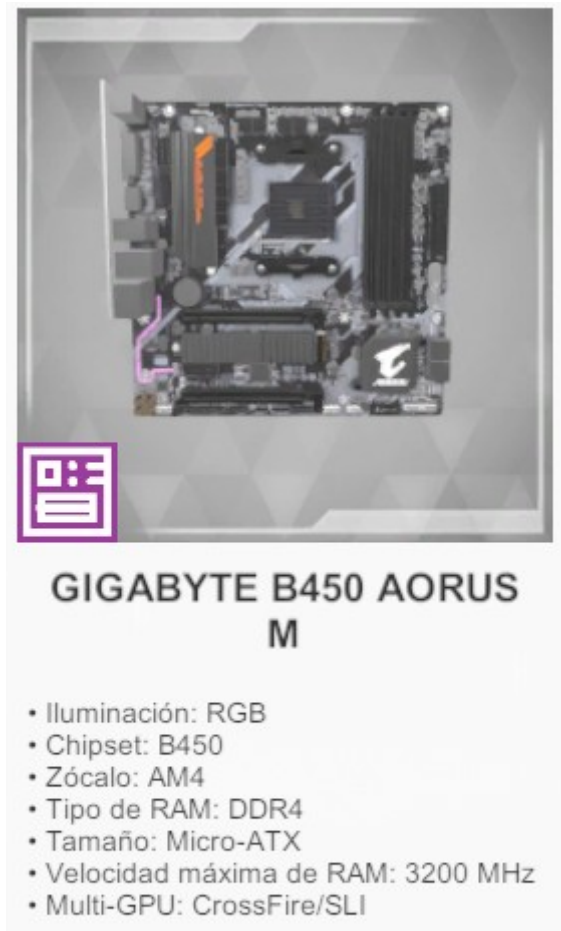 GIGABYTE B450 AORUS
M
• Iluminación: RGB
• Chipset: B450
• Zócalo: AM4
• Tipo de RAM: DDR4
• Tamaño: Micro-ATX
• Velocidad máxima de RAM: 3200 MHz
• Multi-GPU: CrossFire/SLI